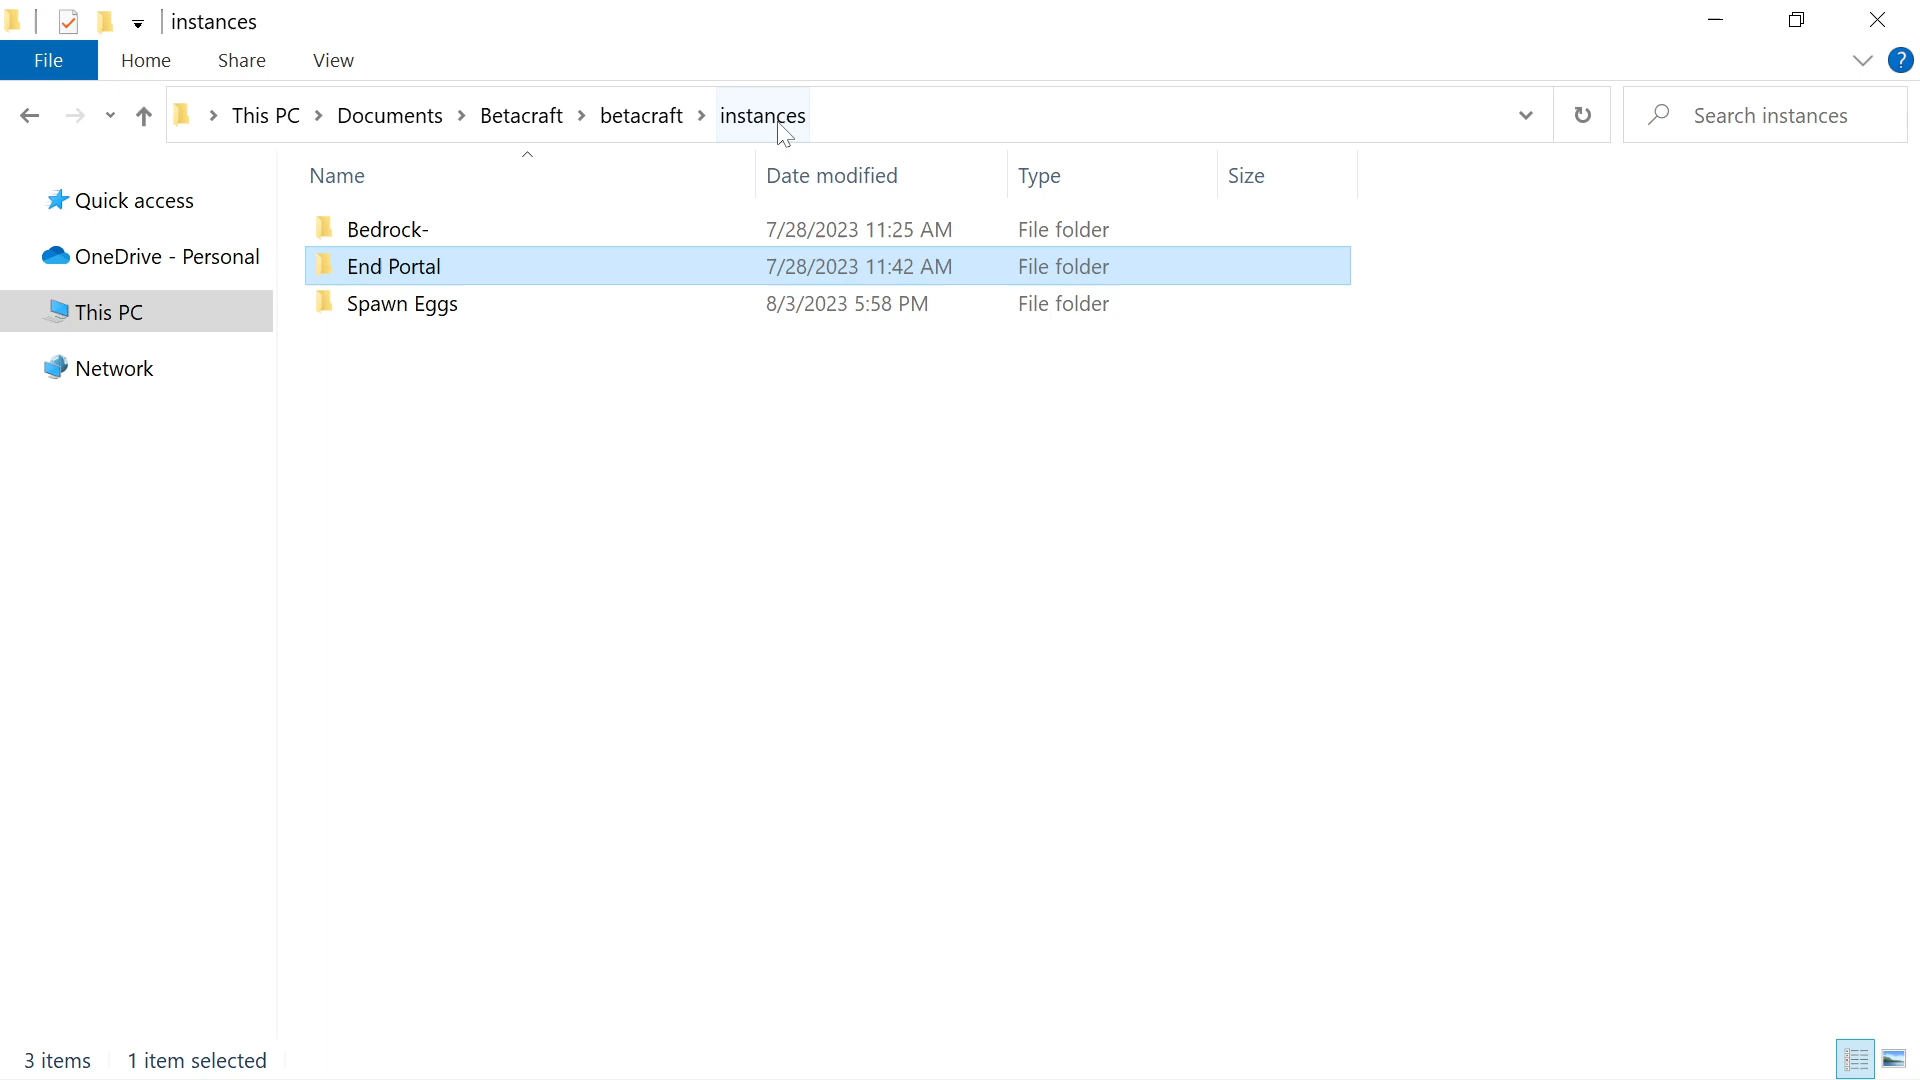 instances
File Home Share View
This PC Documents Betacraft betacraft instances Search instances
Name Date modified Type Size
Quick access
OneDrive - Personal
This PC
Network
Bedrock- 7/28/2023 11:25 AM File folder
End Portal 7/28/2023 11:42 AM File folder
Spawn Eggs 8/3/2023 5:58 PM File folder
3 items 1 item selected